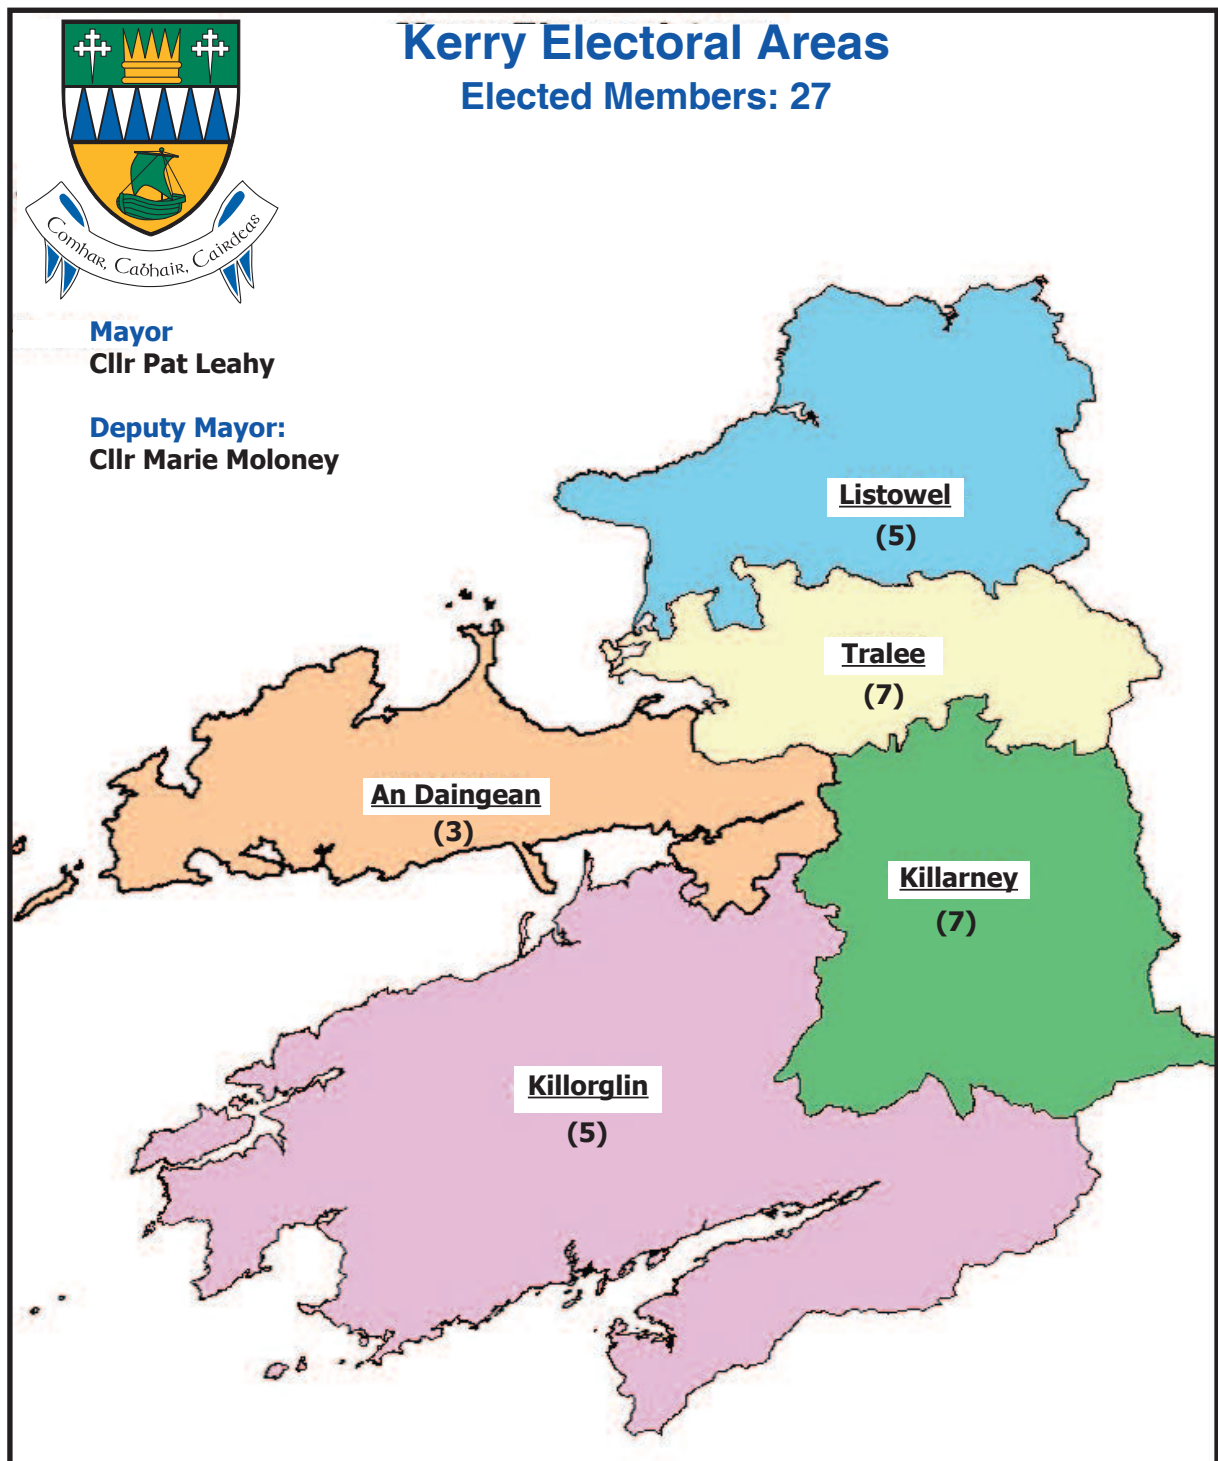 Kerry Electoral Areas
Elected Members: 27
Comhar, Cabhair, Cairdeas
Mayor
Cllr Pat Leahy
Deputy Mayor:
Cllr Marie Moloney
Listowel
(5)
Tralee
(7)
An Daingean
(3)
Killarney
(7)
Killorglin
(5)